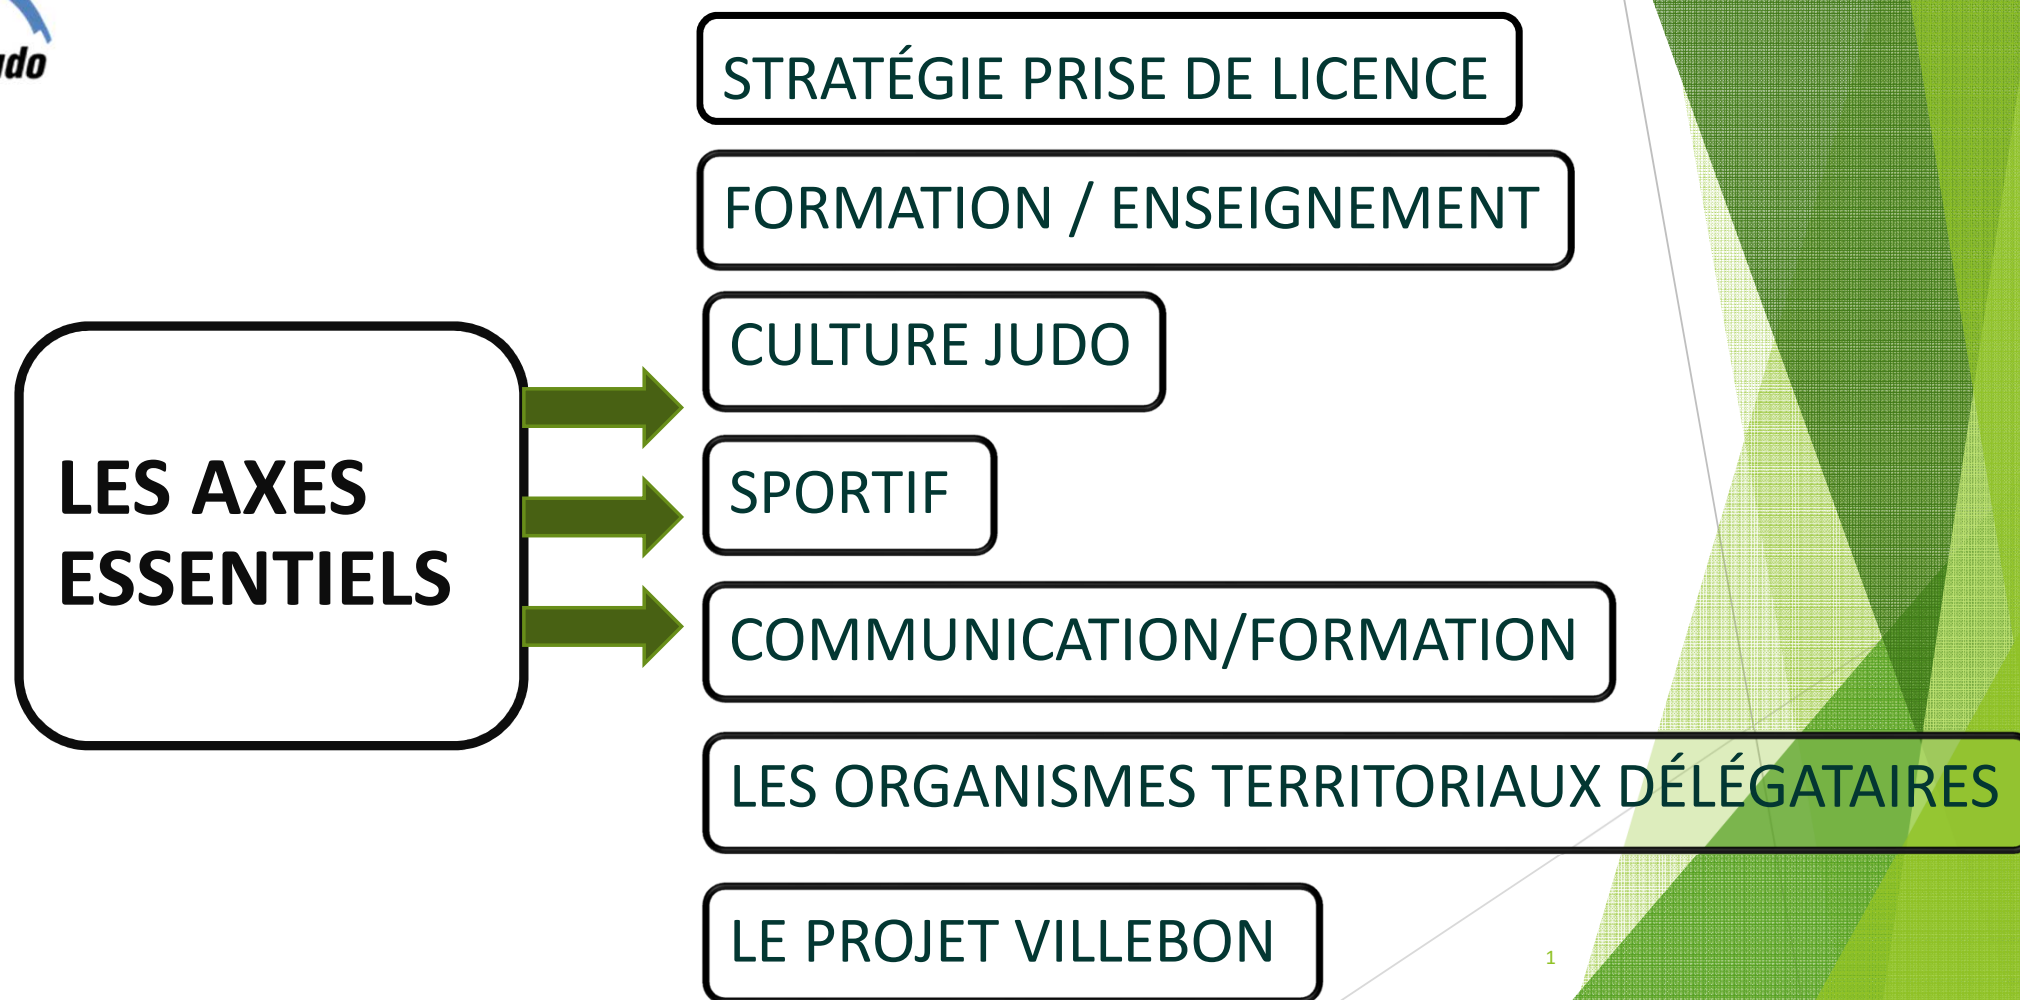 STRATÉGIE PRISE DE LICENCE
FORMATION / ENSEIGNEMENT
CULTURE JUDO
LES AXES
ESSENTIELS
SPORTIF
COMMUNICATION/FORMATION
LES ORGANISMES TERRITORIAUX DÉLÉGATAIRES
LE PROJET VILLEBON
1